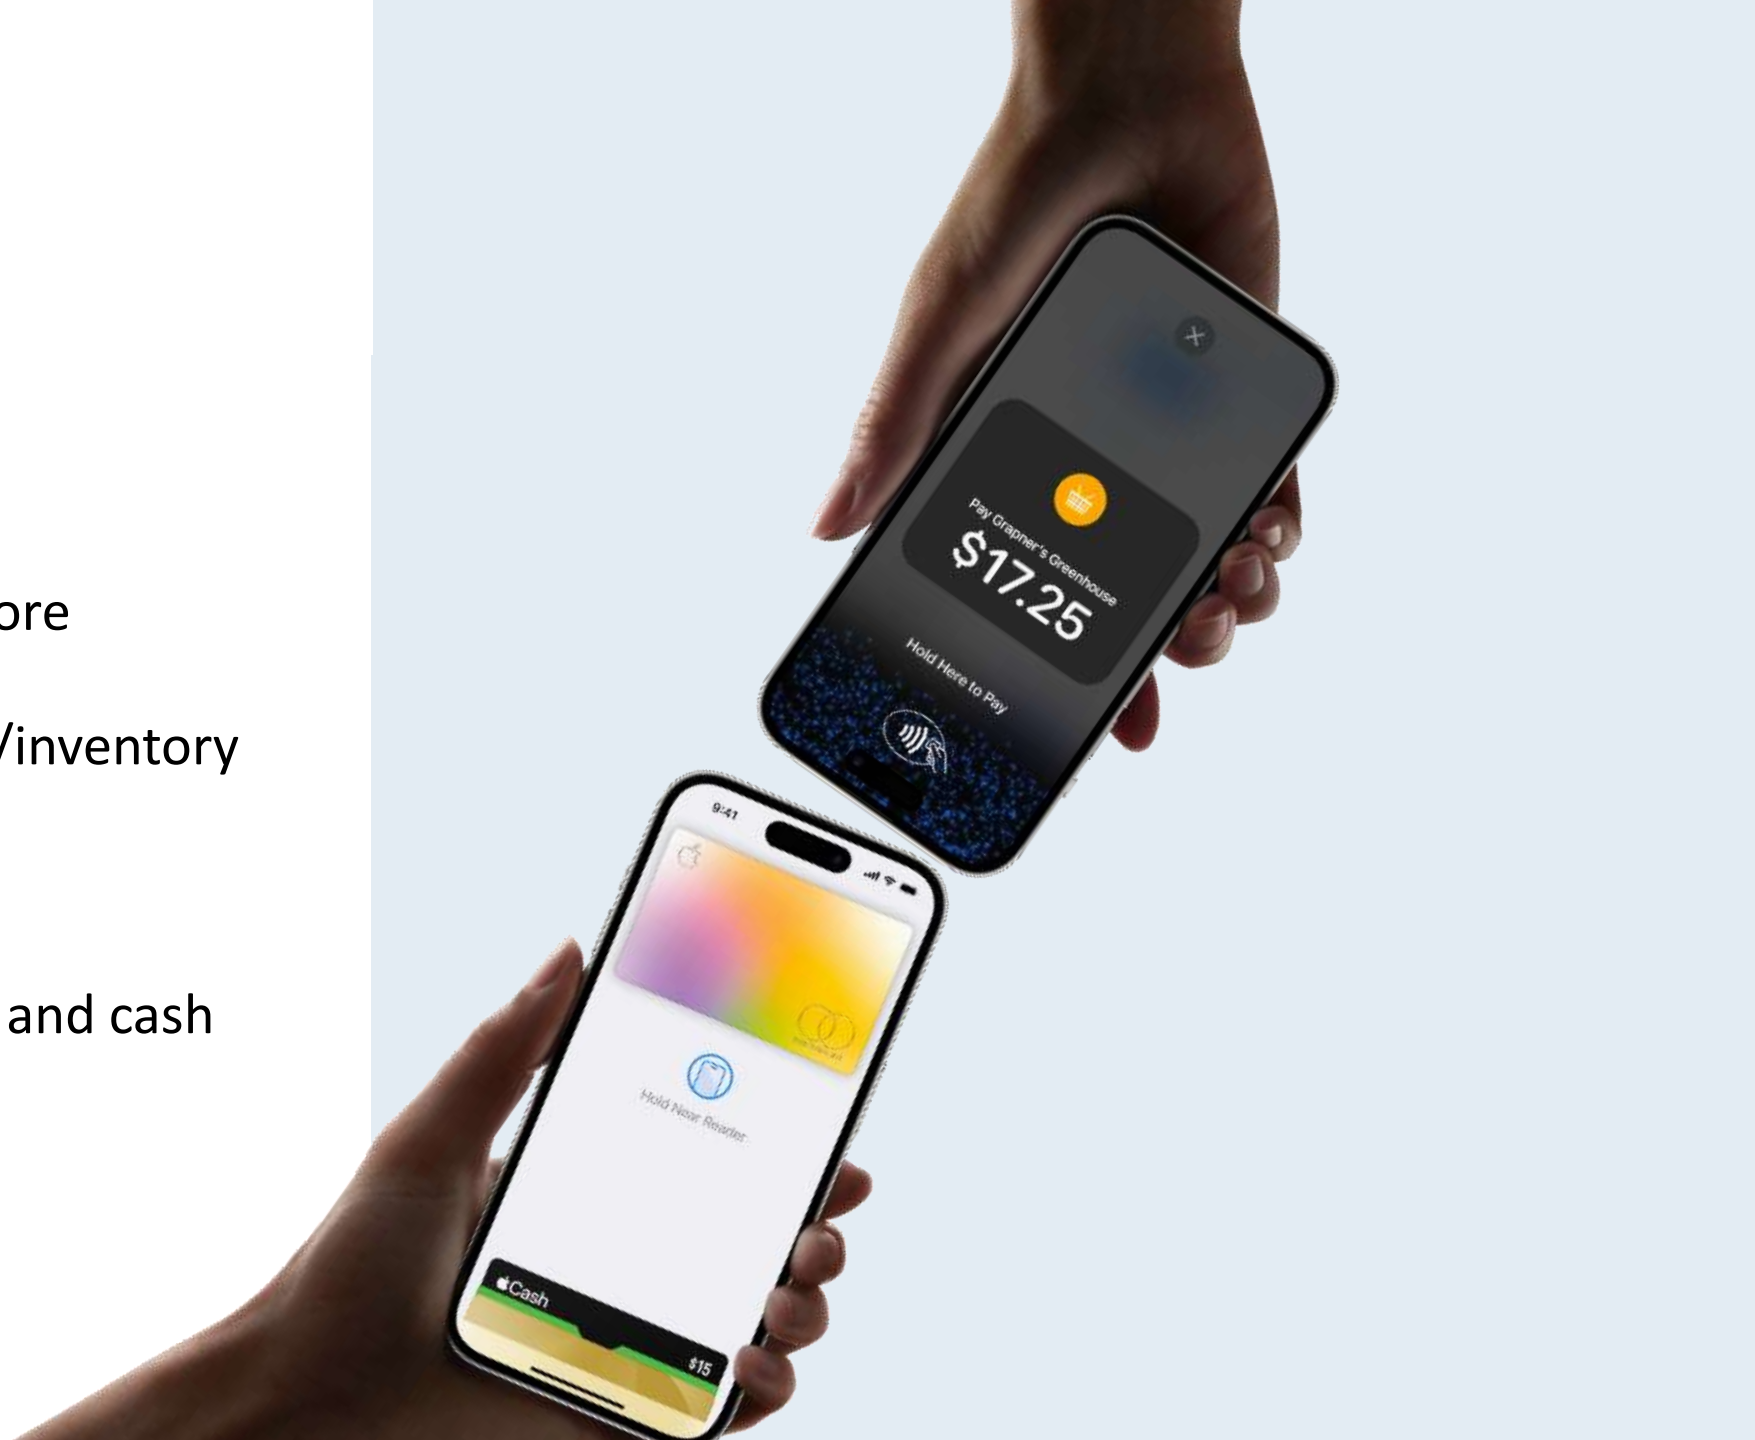 ore
/inventory
and cash
Pay Grapner's Greenhouse
$17.25
Hold Here to Pay
9:41
Hold Near Reader
Cash
$15